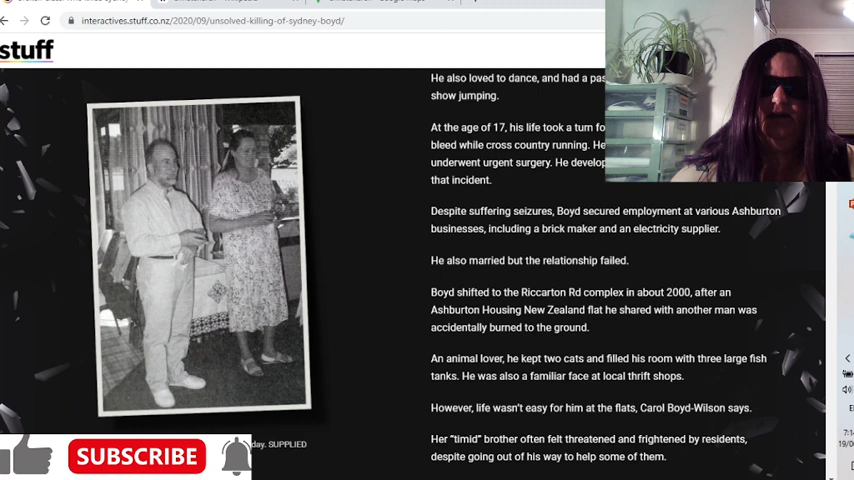 interactives.stuff.co.nz/2020/09/unsolved-killing-of-sydney-boyd/
stuff
He also loved to dance, and had a pas
show jumping.
At the age of 17, his life took a turn fo
bleed while cross country running. He
underwent urgent surgery. He develop
that incident.
Despite suffering seizures, Boyd secured employment at various Ashburton
businesses, including a brick maker and an electricity supplier.
He also married but the relationship failed.
Boyd shifted to the Riccarton Rd complex in about 2000, after an
Ashburton Housing New Zealand flat he shared with another man was
accidentally burned to the ground.
An animal lover, he kept two cats and filled his room with three large fish
tanks. He was also a familiar face at local thrift shops.
However, life wasn't easy for him at the flats, Carol Boyd-Wilson says.
Her “timid” brother often felt threatened and frightened by residents,
despite going out of his way to help some of them.
day. SUPPLIED
SUBSCRIBE